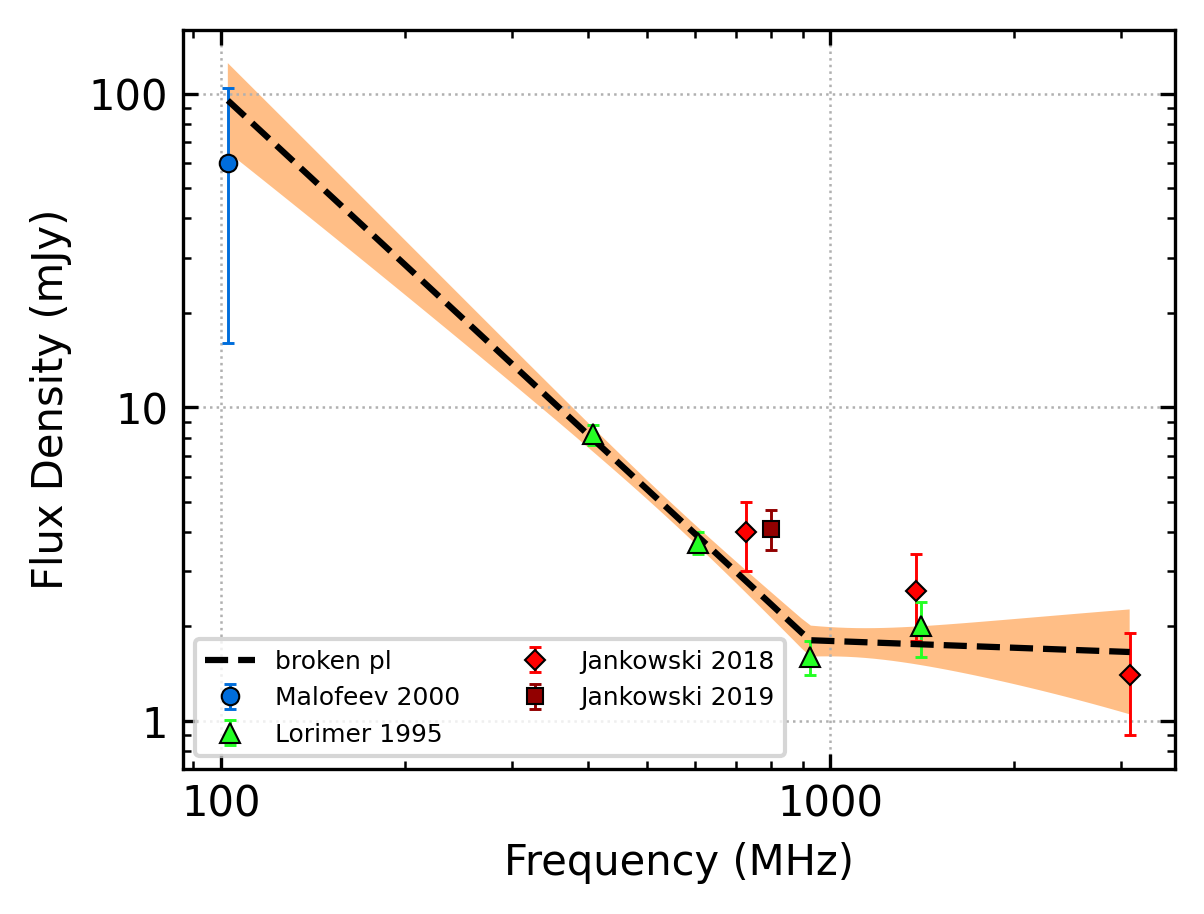 100
10
1
Flux Density (mJy)
broken pl
Malofeev 2000
Lorimer 1995
Jankowski 2018
Jankowski 2019
100
1000
Frequency (MHz)